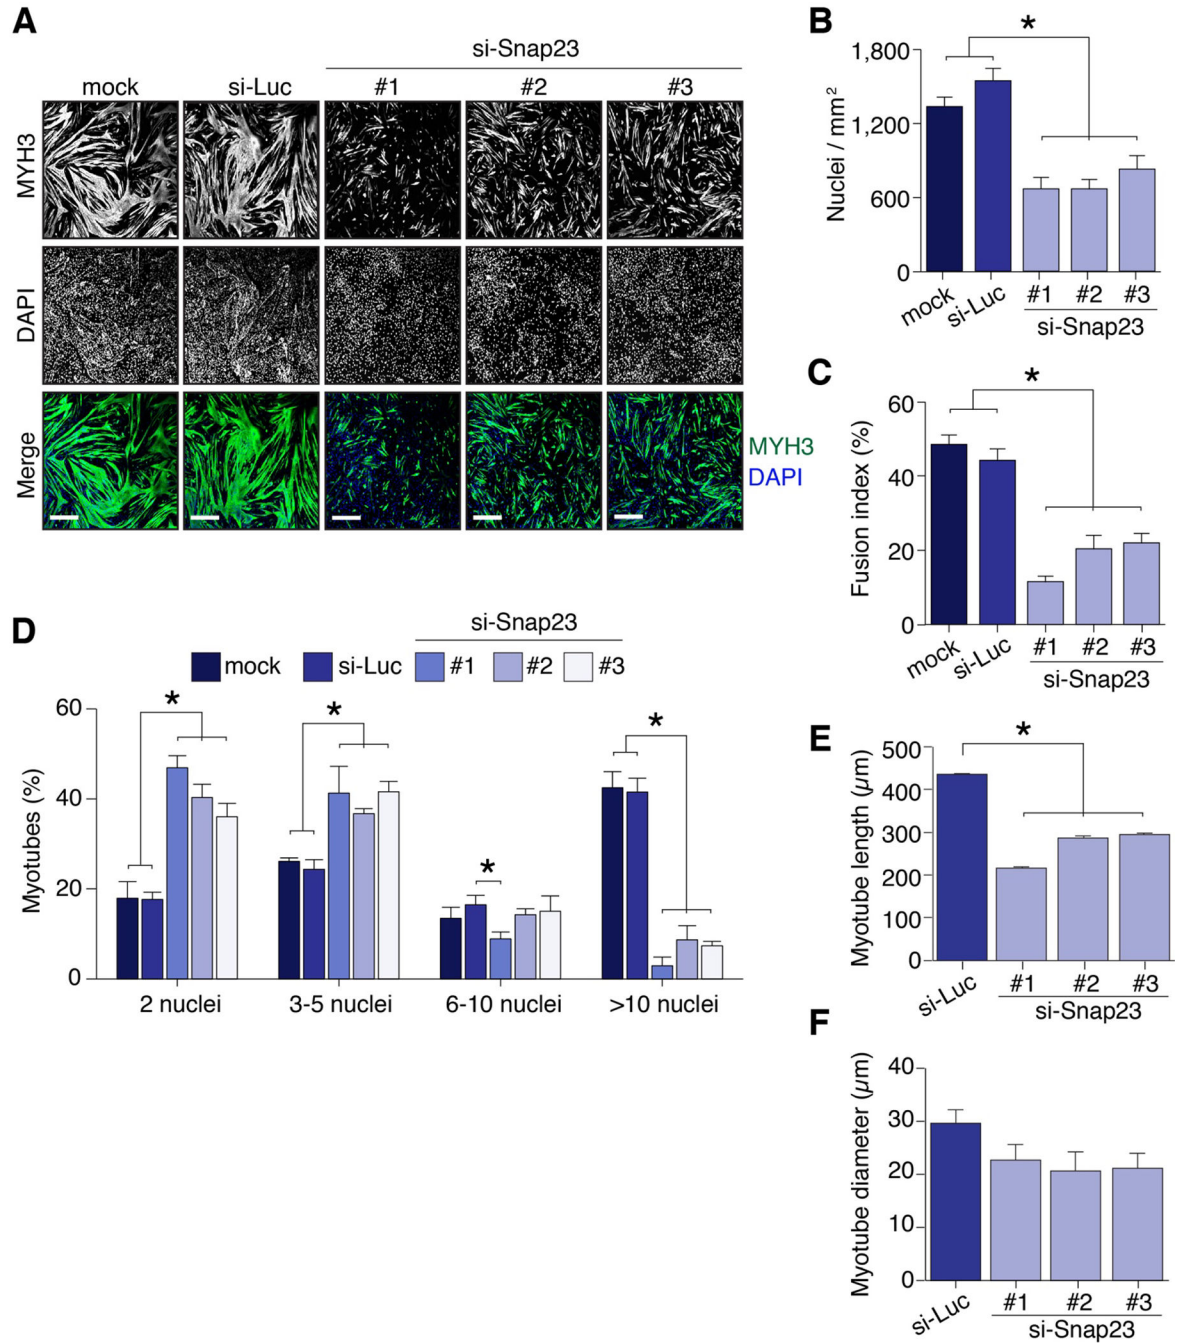 A
si-Snap23
mock si-Luc #1 #2 #3
MYH3
DAPI
Merge
MYH3
DAPI
B
*
Nuclei / mm²
1,800
1,200
600
0
mock si-Luc #1 #2 #3
si-Snap23
C
*
Fusion index (%)
60
40
20
0
mock si-Luc #1 #2 #3
si-Snap23
D
si-Snap23
mock si-Luc #1 #2 #3
* * * *
Myotubes (%)
60
40
20
0
2 nuclei 3-5 nuclei 6-10 nuclei >10 nuclei
E
*
Myotube length (µm)
500
400
300
200
100
0
si-Luc #1 #2 #3
si-Snap23
F
Myotube diameter (µm)
40
30
20
10
0
si-Luc #1 #2 #3
si-Snap23